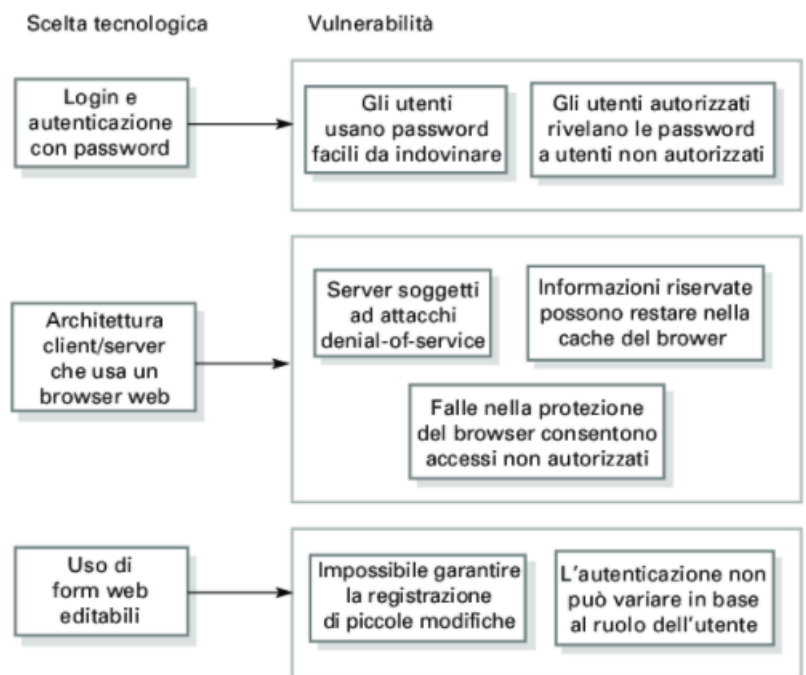 Scelta tecnologica
Vulnerabilità
Login e
autenticazione
con password
Gli utenti
usano password
facili da indovinare
Gli utenti autorizzati
rivelano le password
a utenti non autorizzati
Architettura
client/server
che usa un
browser web
Server soggetti
ad attacchi
denial-of-service
Informazioni riservate
possono restare nella
cache del brower
Falle nella protezione
del browser consentono
accessi non autorizzati
Uso di
form web
editabili
Impossibile garantire
la registrazione
di piccole modifiche
L'autenticazione non
può variare in base
al ruolo dell'utente